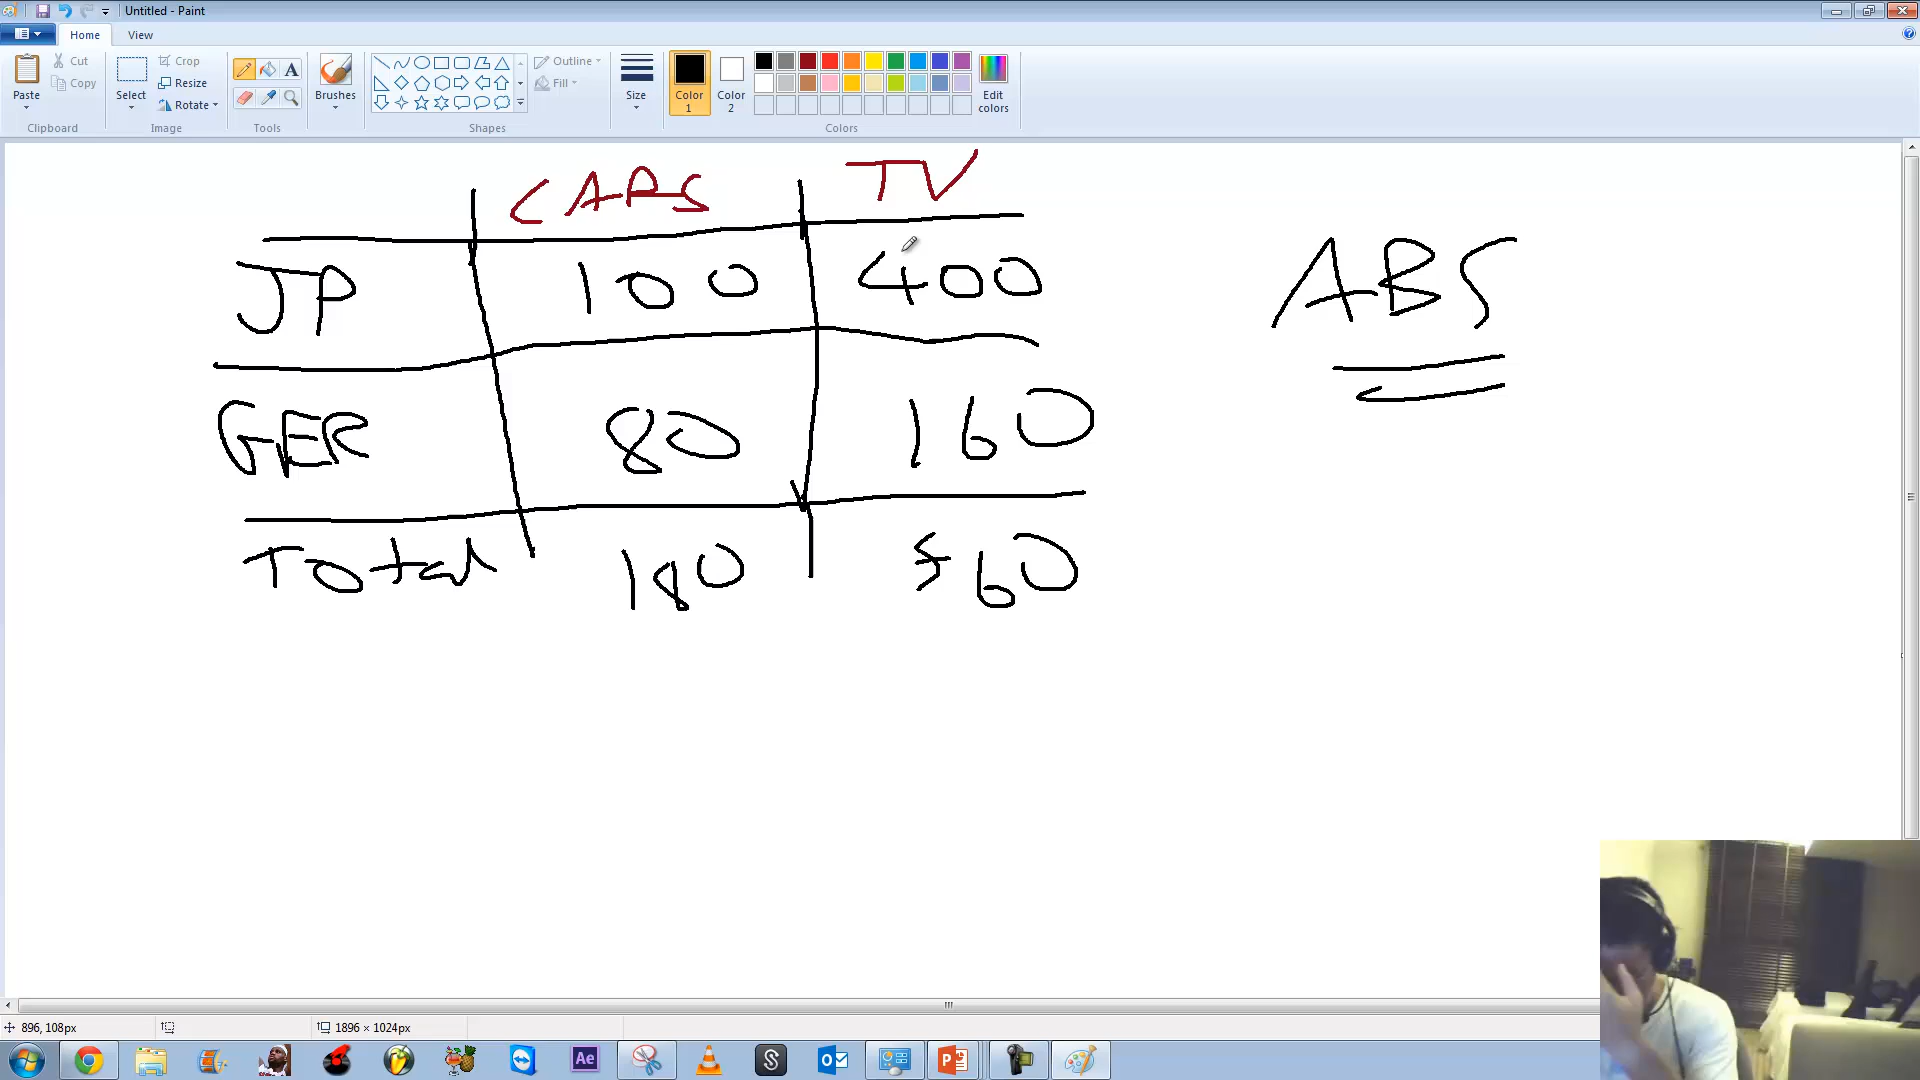 Untitled - Paint
Home View
Cut
Copy
Paste
Clipboard
Select
Crop
Resize
Rotate
Image
Tools
Brushes
Outline
Fill
Shapes
Size
Color 1
Color 2
Edit colors
Colors
CARS TV
JP 100 400
GER 80 160
Total 180 560
ABS
896, 108px
1896 × 1024px
Ae